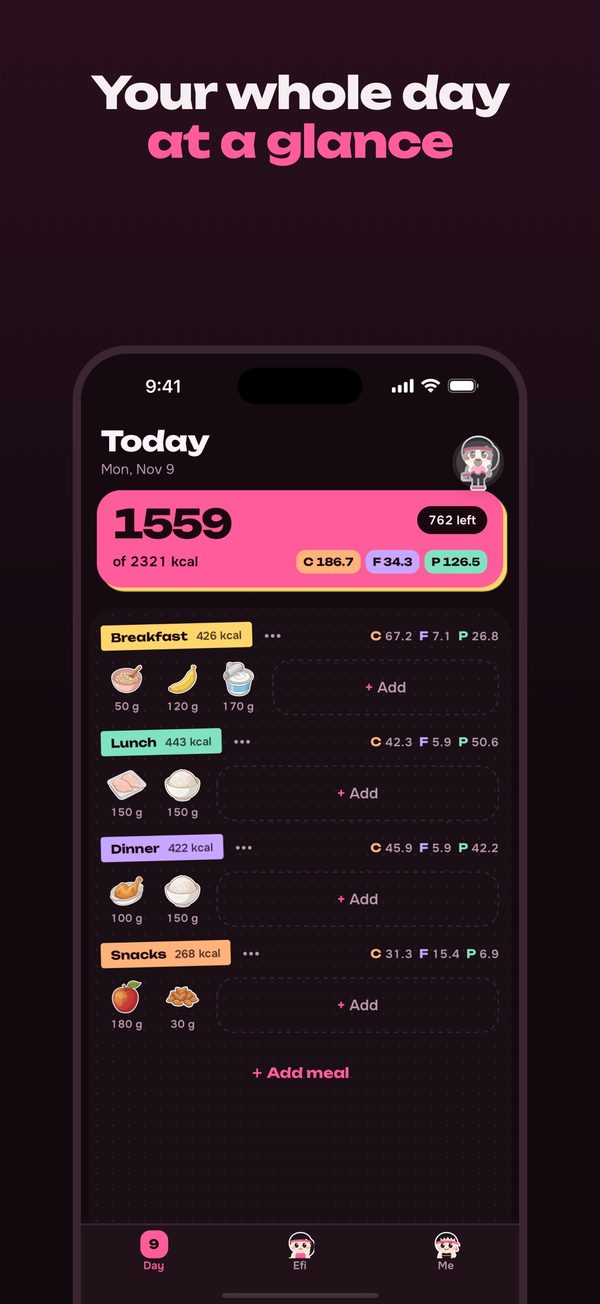 Your whole day
at a glance
9:41
Today
Mon, Nov 9
1559
762 left
of 2321 kcal
C 186.7 F 34.3 P 126.5
Breakfast 426 kcal ••• C 67.2 F 7.1 P 26.8
+ Add
50 g 120 g 170 g
Lunch 443 kcal ••• C 42.3 F 5.9 P 50.6
+ Add
150 g 150 g
Dinner 422 kcal ••• C 45.9 F 5.9 P 42.2
+ Add
100 g 150 g
Snacks 268 kcal ••• C 31.3 F 15.4 P 6.9
+ Add
180 g 30 g
+ Add meal
9
Day Efi Me